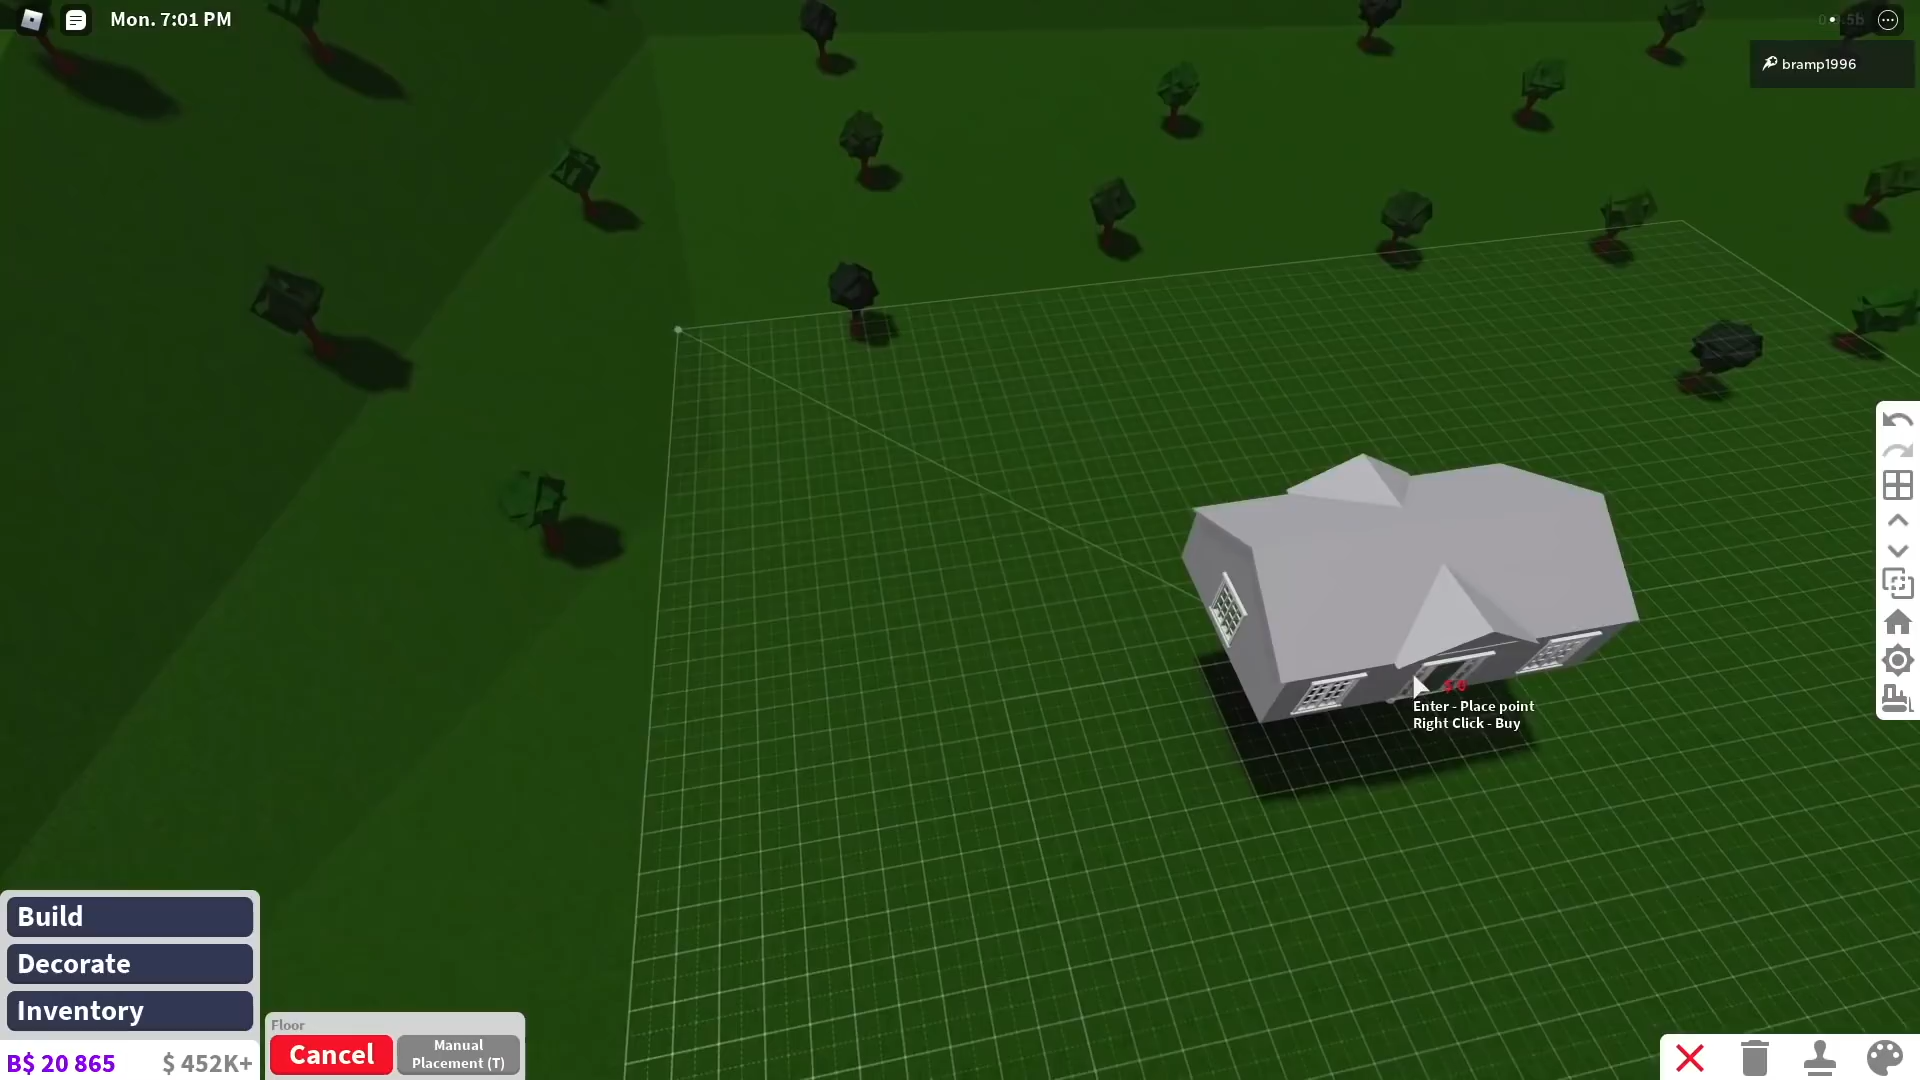 Mon. 7:01 PM
bramp1996
$ 0
Enter - Place point
Right Click - Buy
Build
Decorate
Inventory
B$ 20 865 $ 452K+
Floor
Cancel
Manual
Placement (T)